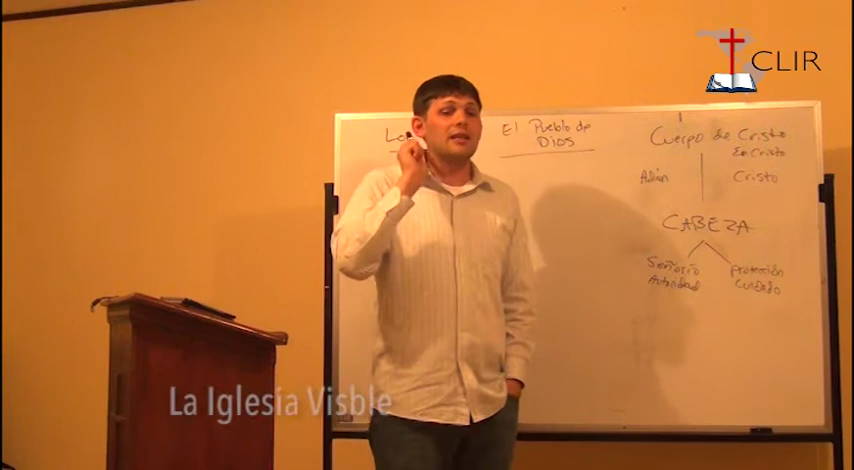 CLIR
El Pueblo de
Dios
Cuerpo de Cristo
En Cristo
Adán
Cristo
CABEZA
Señorio
Autoridad
protección
Cuidado
La Iglesia Visble